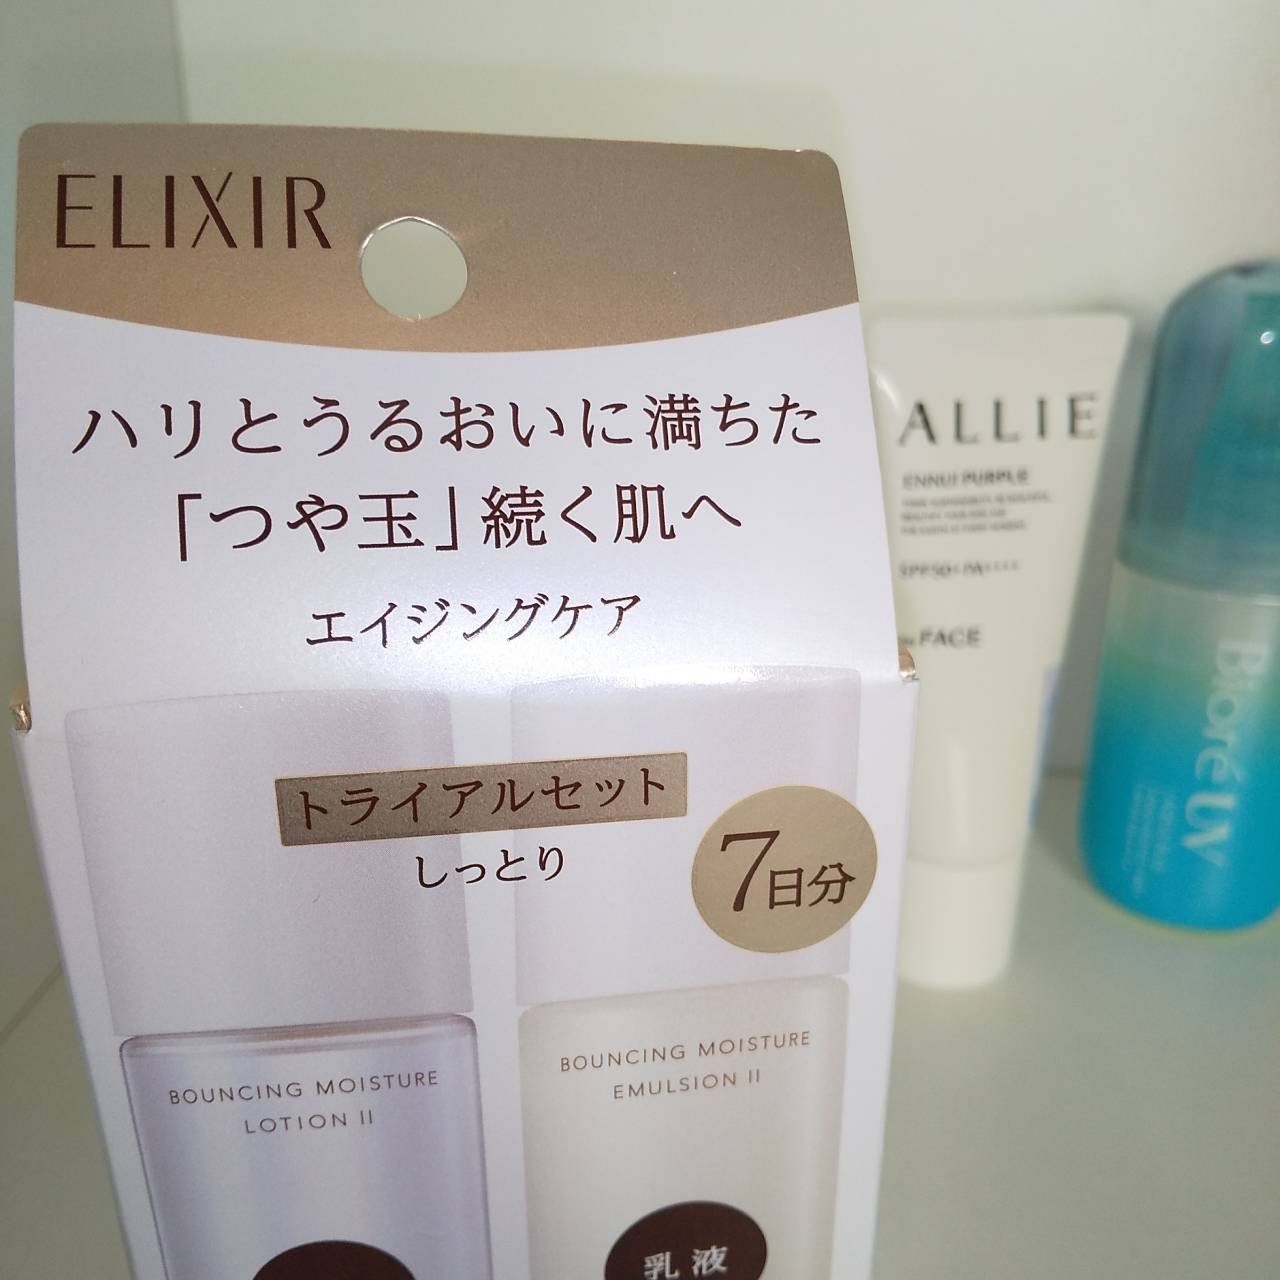 ELIXIR
ハリとうるおいに満ちた
「つや玉」続く肌へ
エイジングケア
トライアルセット
しっとり
7日分
BOUNCING MOISTURE
LOTION II
BOUNCING MOISTURE
EMULSION II
乳液
ALLIE
ENNUI PURPLE
SPF50+PA++++
FACE
Bioré UV